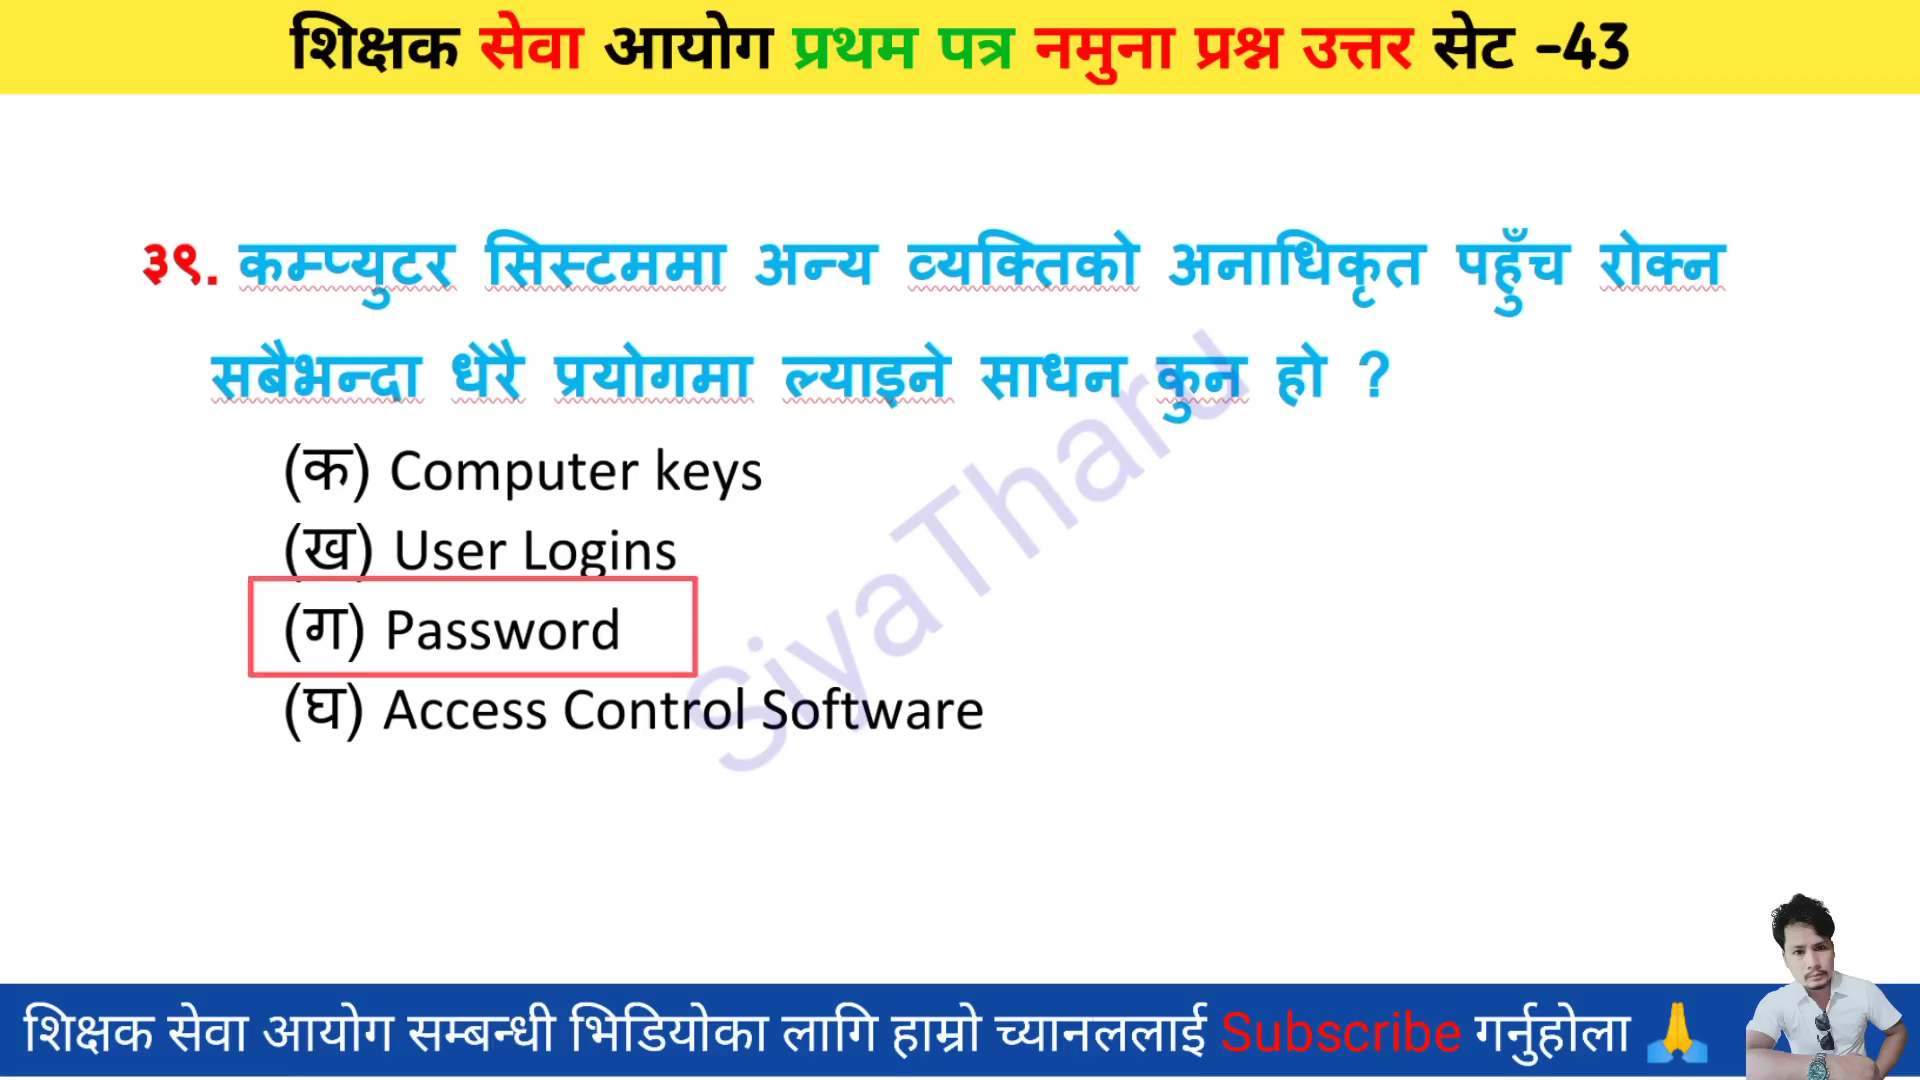 शिक्षक सेवा आयोग प्रथम पत्र नमुना प्रश्न उत्तर सेट -43
३९. कम्प्युटर सिस्टममा अन्य व्यक्तिको अनाधिकृत पहुँच रोक्न
सबैभन्दा धेरै प्रयोगमा ल्याइने साधन कुन हो ?
(क) Computer keys
(ख) User Logins
(ग) Password
(घ) Access Control Software
SiyaTharu
शिक्षक सेवा आयोग सम्बन्धी भिडियोका लागि हाम्रो च्यानललाई Subscribe गर्नुहोला 🙏